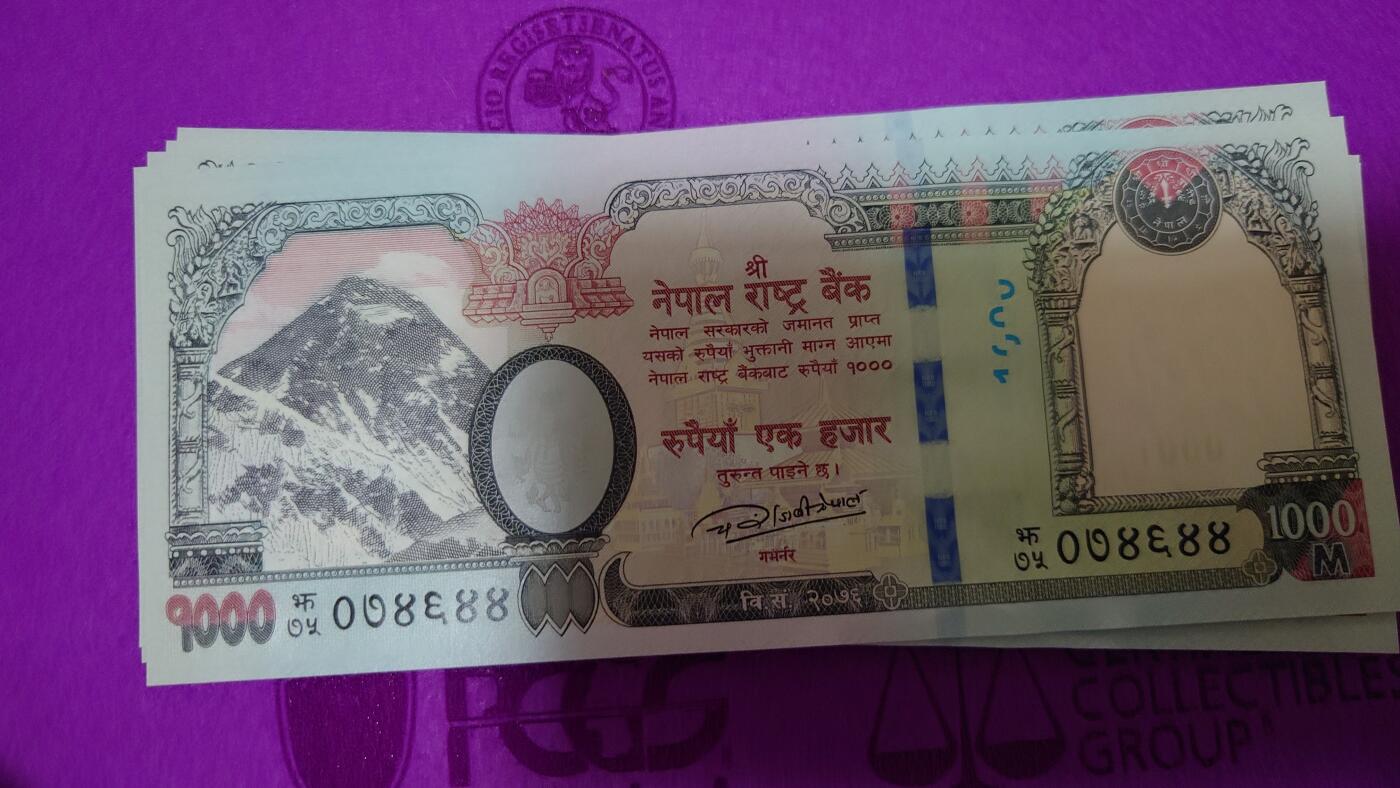 श्री
नेपाल राष्ट्र बैंक
नेपाल सरकारको जमानत प्राप्त
यसको रुपैयाँ भुक्तानी माग्न आएमा
नेपाल राष्ट्र बैंकबाट रुपैयाँ १०००
रुपैयाँ एक हजार
तुरुन्त पाइने छ।
गभर्नर
वि.सं. २०७६
१०००
झ
७५ ०७४६४४
झ
७५ ०७४६४४
1000
M
PCGS
COLLECTIBLES
GROUP